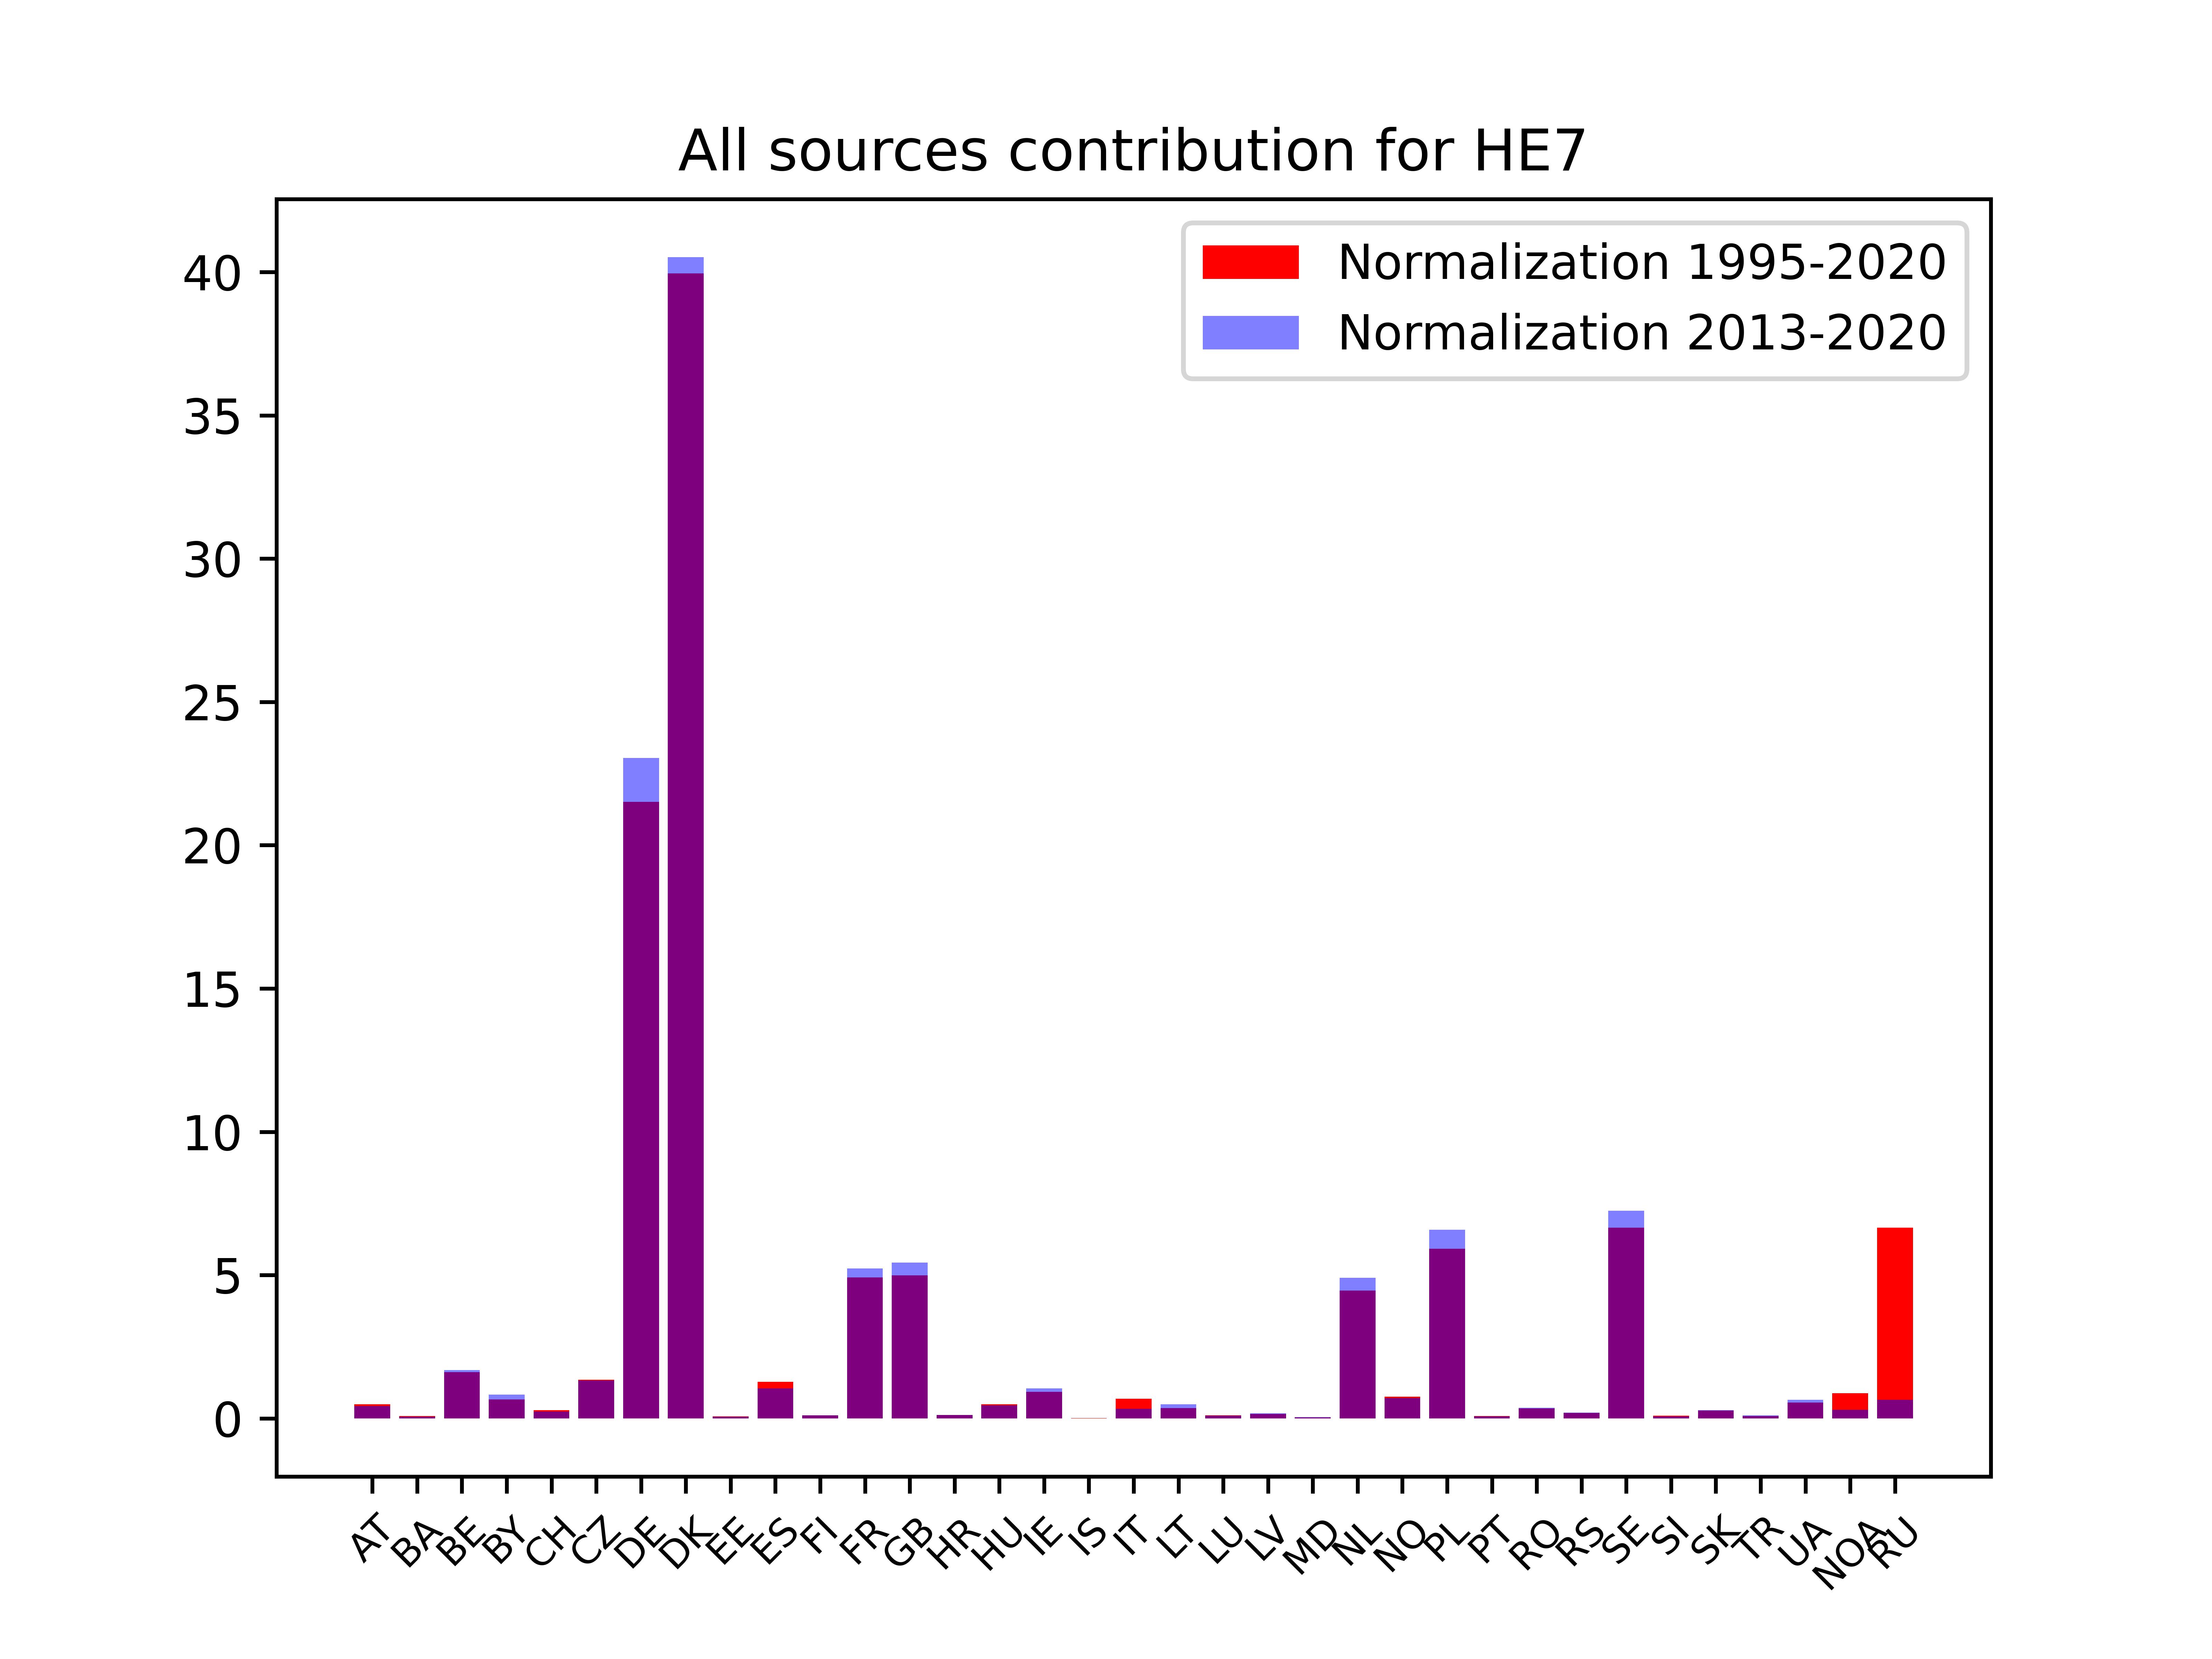 All sources contribution for HE7
Normalization 1995-2020
Normalization 2013-2020
40
35
30
25
20
15
10
5
0
AT BA BE BY CH CZ DE DK EE ES FI FR GB HR HU IE IS IT LT LU LV MD NL NO PL PT RO RS SE SI SK TR UA NOA RU